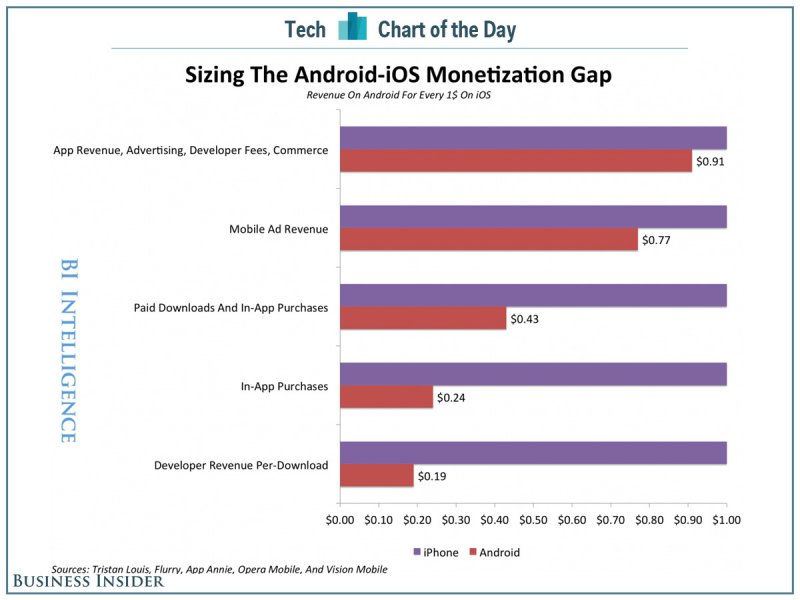 Tech Chart of the Day
Sizing The Android-iOS Monetization Gap
Revenue On Android For Every 1$ On iOS
App Revenue, Advertising, Developer Fees, Commerce
$0.91
Mobile Ad Revenue
$0.77
Paid Downloads And In-App Purchases
$0.43
In-App Purchases
$0.24
Developer Revenue Per-Download
$0.19
$0.00 $0.10 $0.20 $0.30 $0.40 $0.50 $0.60 $0.70 $0.80 $0.90 $1.00
iPhone Android
BI INTELLIGENCE
Sources: Tristan Louis, Flurry, App Annie, Opera Mobile, And Vision Mobile
BUSINESS INSIDER